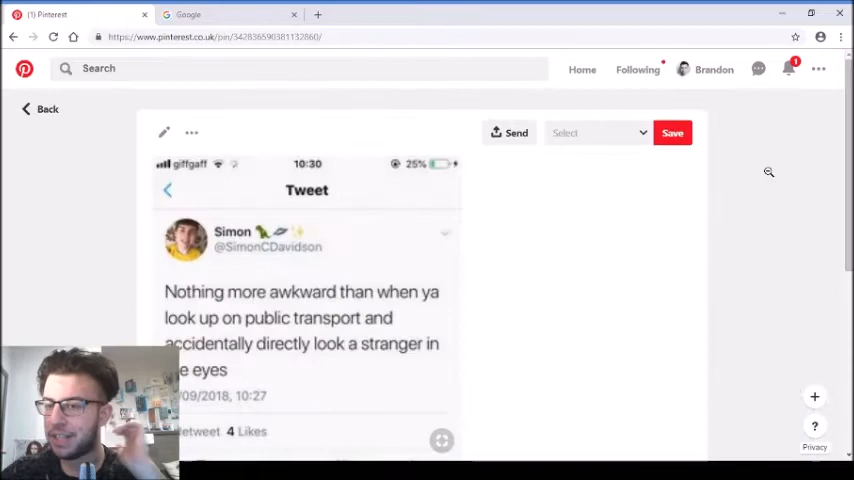 (1) Pinterest
Google
https://www.pinterest.co.uk/pin/342836590381132860/
Search
Home
Following
Brandon
1
Back
Send
Select
Save
giffgaff
10:30
25%
Tweet
Simon
@SimonCDavidson
Nothing more awkward than when ya
look up on public transport and
accidentally directly look a stranger in
e eyes
/09/2018, 10:27
etweet 4 Likes
Privacy